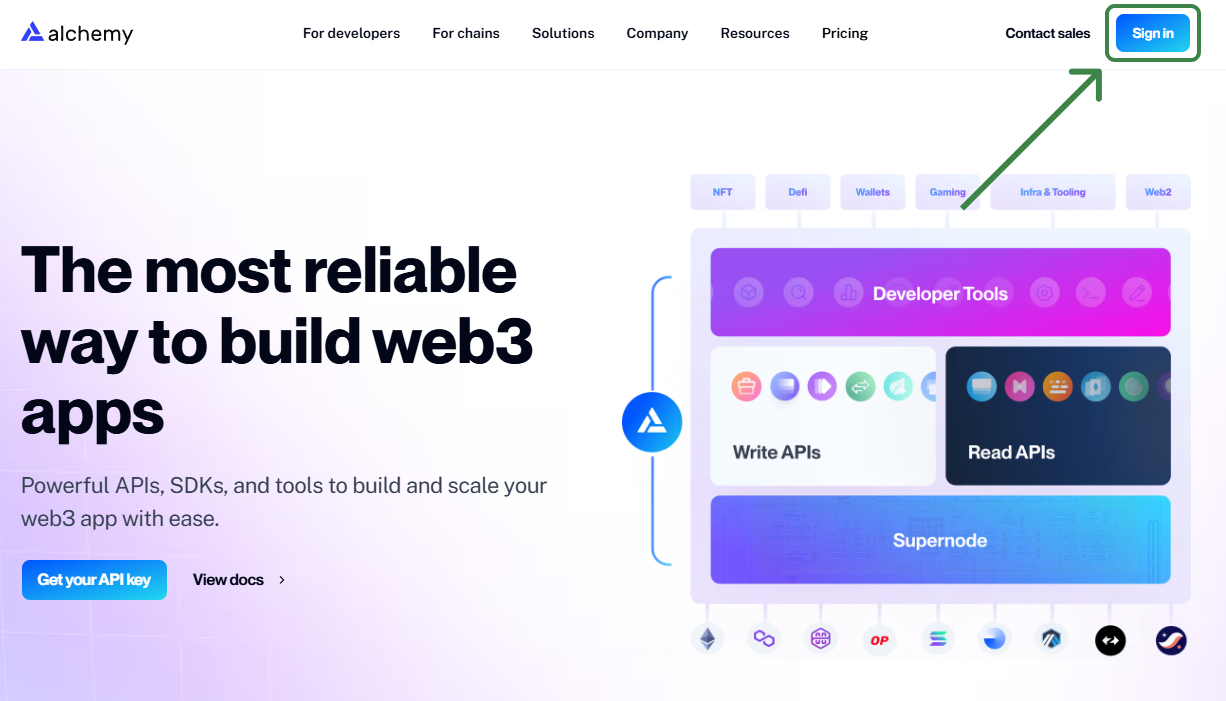 alchemy
For developers
For chains
Solutions
Company
Resources
Pricing
Contact sales
Sign in
The most reliable
way to build web3
apps
Powerful APIs, SDKs, and tools to build and scale your
web3 app with ease.
Get your API key
View docs
NFT
Defi
Wallets
Gaming
Infra & Tooling
Web2
Developer Tools
Write APIs
Read APIs
Supernode
OP